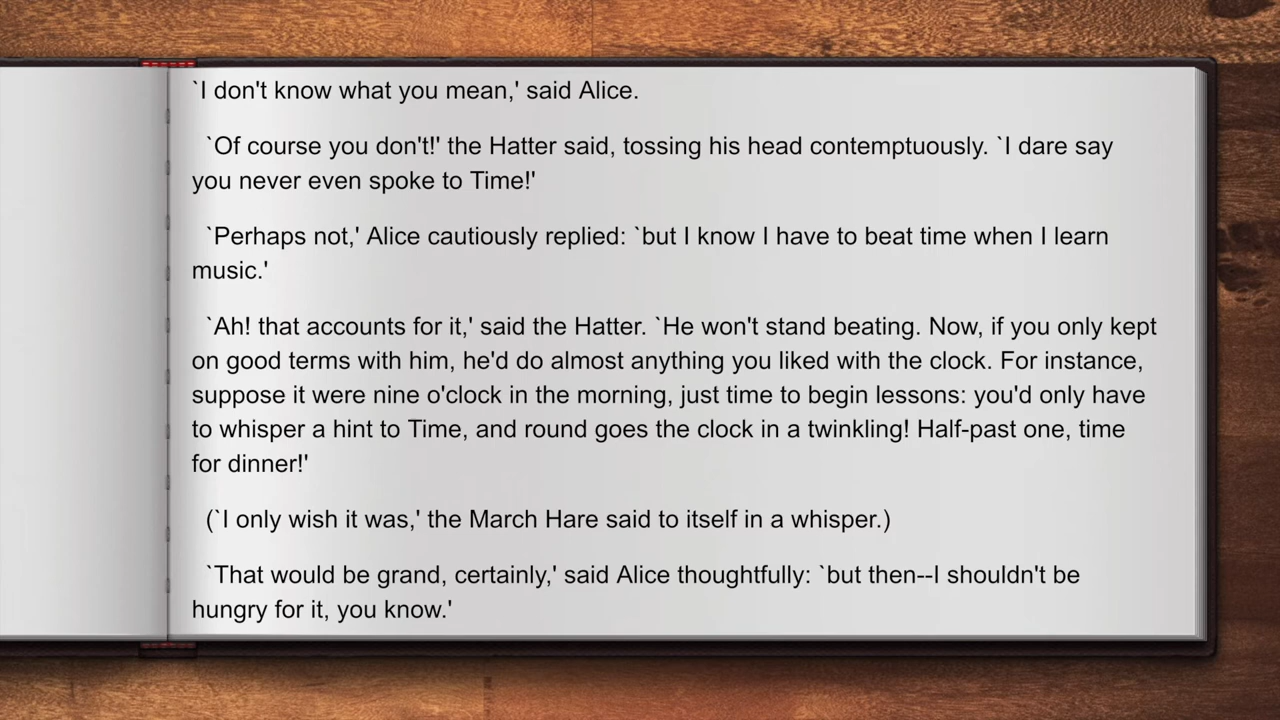 `I don't know what you mean,' said Alice.
`Of course you don't!' the Hatter said, tossing his head contemptuously. `I dare say
you never even spoke to Time!'
`Perhaps not,' Alice cautiously replied: `but I know I have to beat time when I learn
music.'
`Ah! that accounts for it,' said the Hatter. `He won't stand beating. Now, if you only kept
on good terms with him, he'd do almost anything you liked with the clock. For instance,
suppose it were nine o'clock in the morning, just time to begin lessons: you'd only have
to whisper a hint to Time, and round goes the clock in a twinkling! Half-past one, time
for dinner!'
(`I only wish it was,' the March Hare said to itself in a whisper.)
`That would be grand, certainly,' said Alice thoughtfully: `but then--I shouldn't be
hungry for it, you know.'